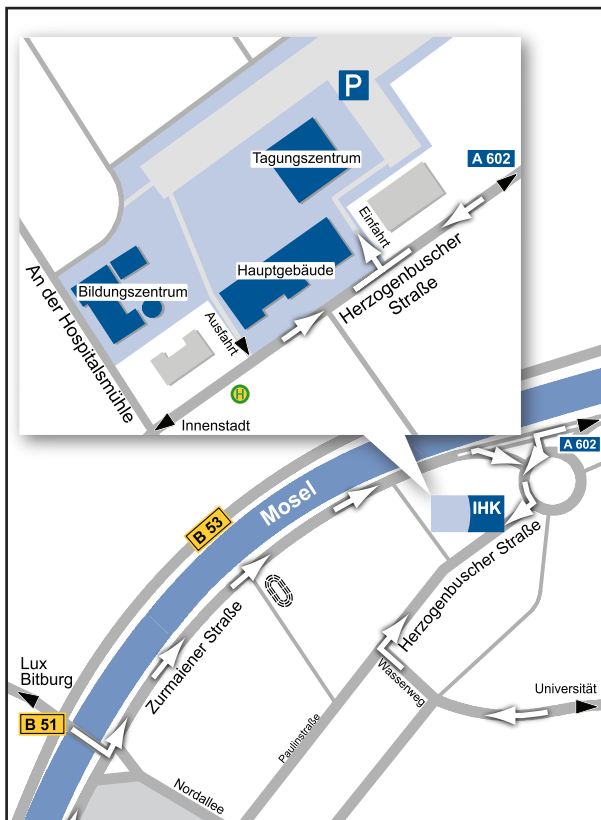 P
Tagungszentrum
A 602
Einfahrt
Hauptgebäude
Herzogenbuscher
Straße
Bildungszentrum
An der Hospitalsmühle
Ausfahrt
H
Innenstadt
A 602
Mosel
IHK
B 53
Herzogenbuscher Straße
Zurmaiener Straße
Lux
Bitburg
Wasserweg
Universität
B 51
Paulinstraße
Nordallee